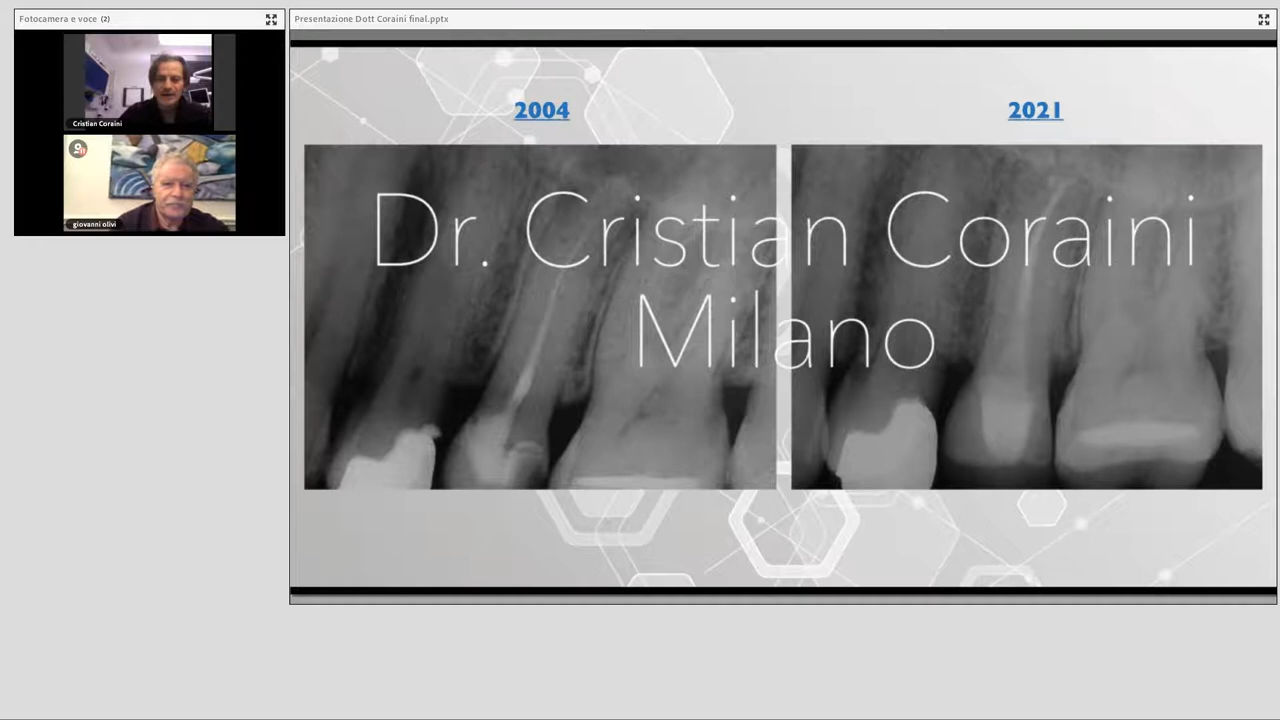 Fotocamera e voce (2)
Cristian Coraini
giovanni olivi
Presentazione Dott Coraini final.pptx
2004
2021
Dr. Cristian Coraini
Milano